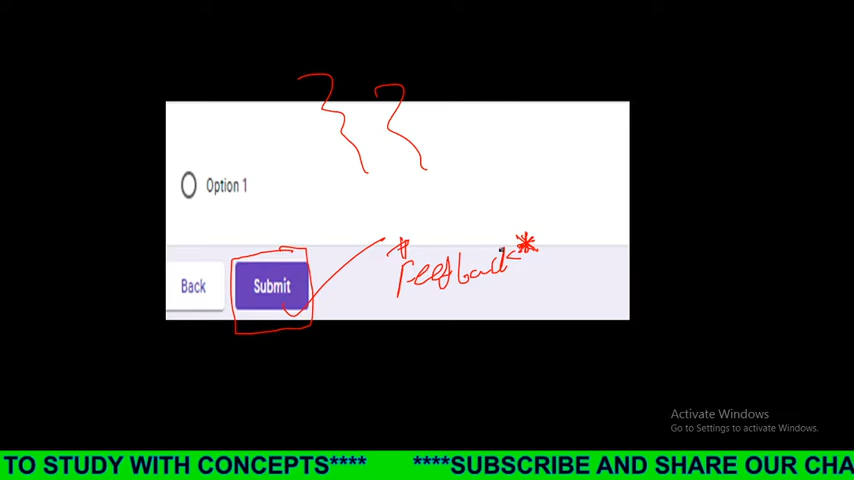 Option 1
*Feedback*
Back Submit
Activate Windows
Go to Settings to activate Windows.
TO STUDY WITH CONCEPTS**** ****SUBSCRIBE AND SHARE OUR CHA